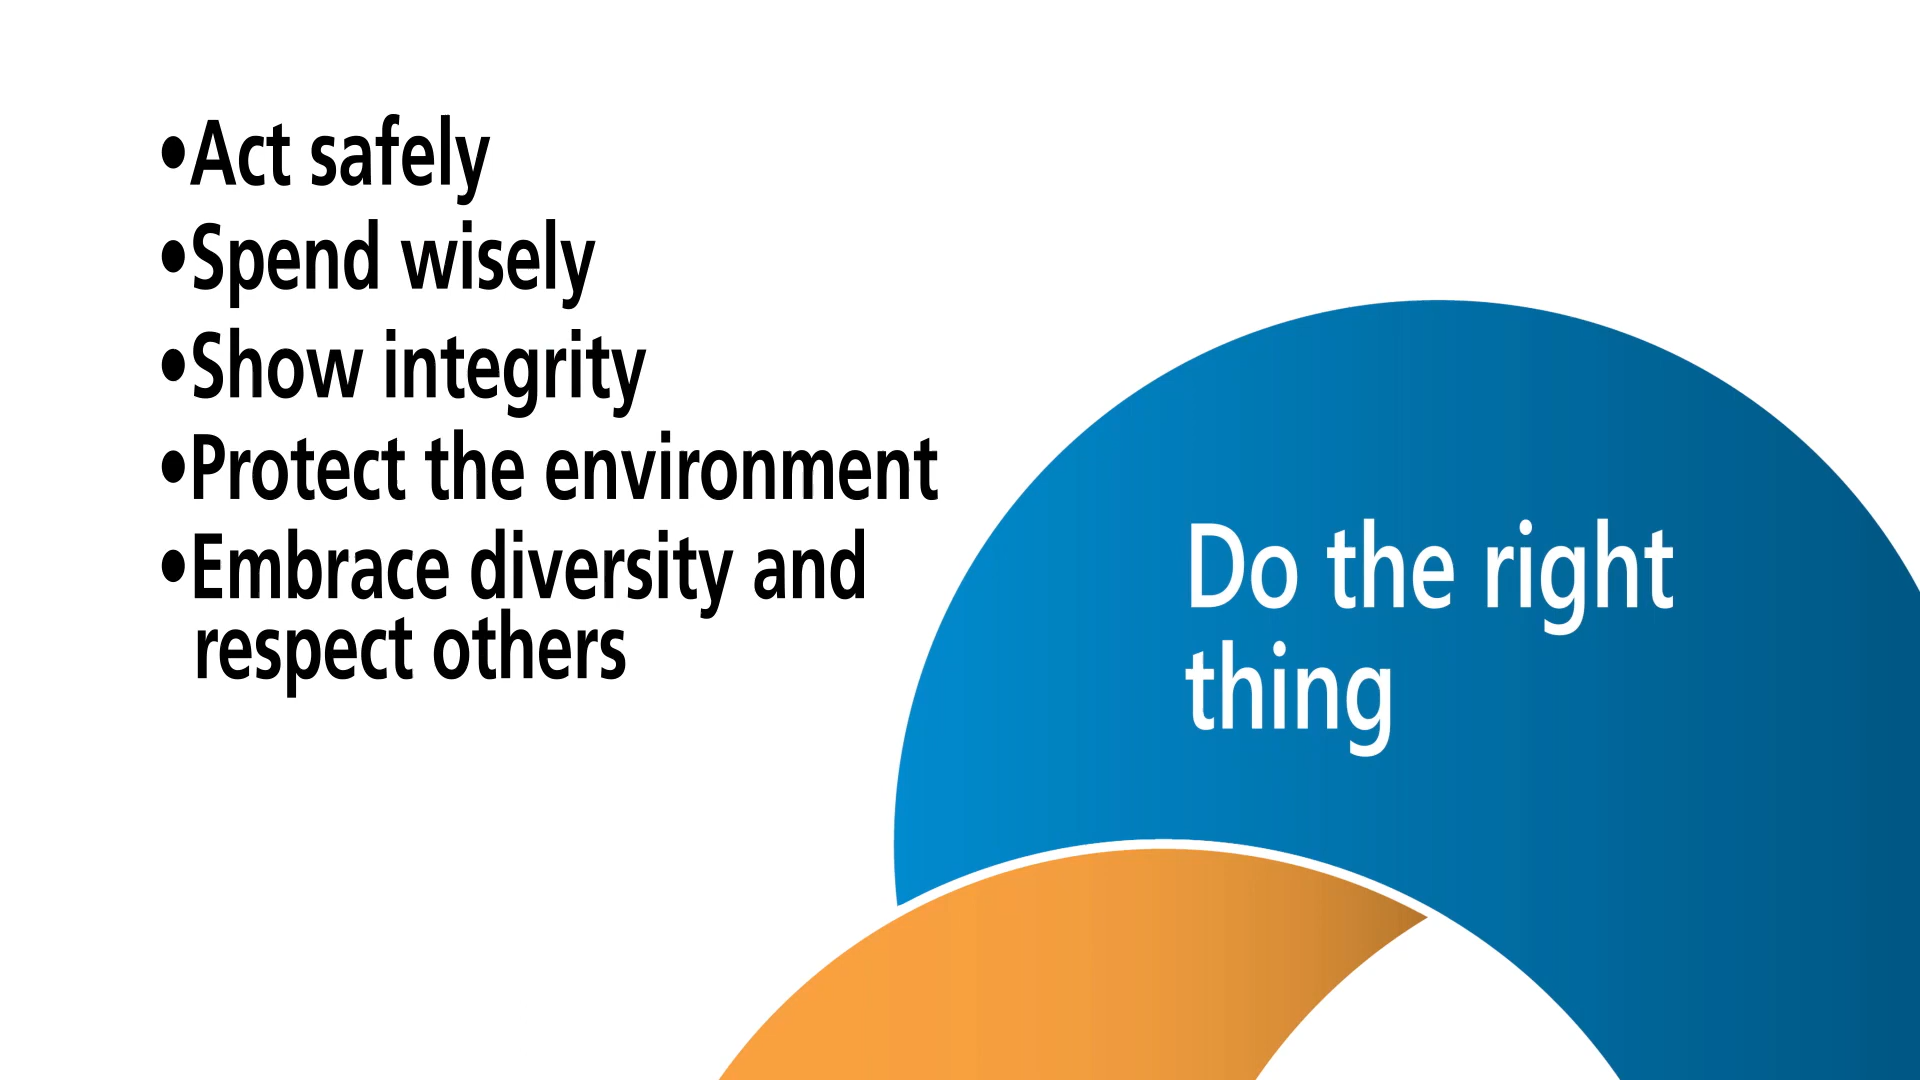 •Act safely
•Spend wisely
•Show integrity
•Protect the environment
•Embrace diversity and
respect others
Do the right
thing